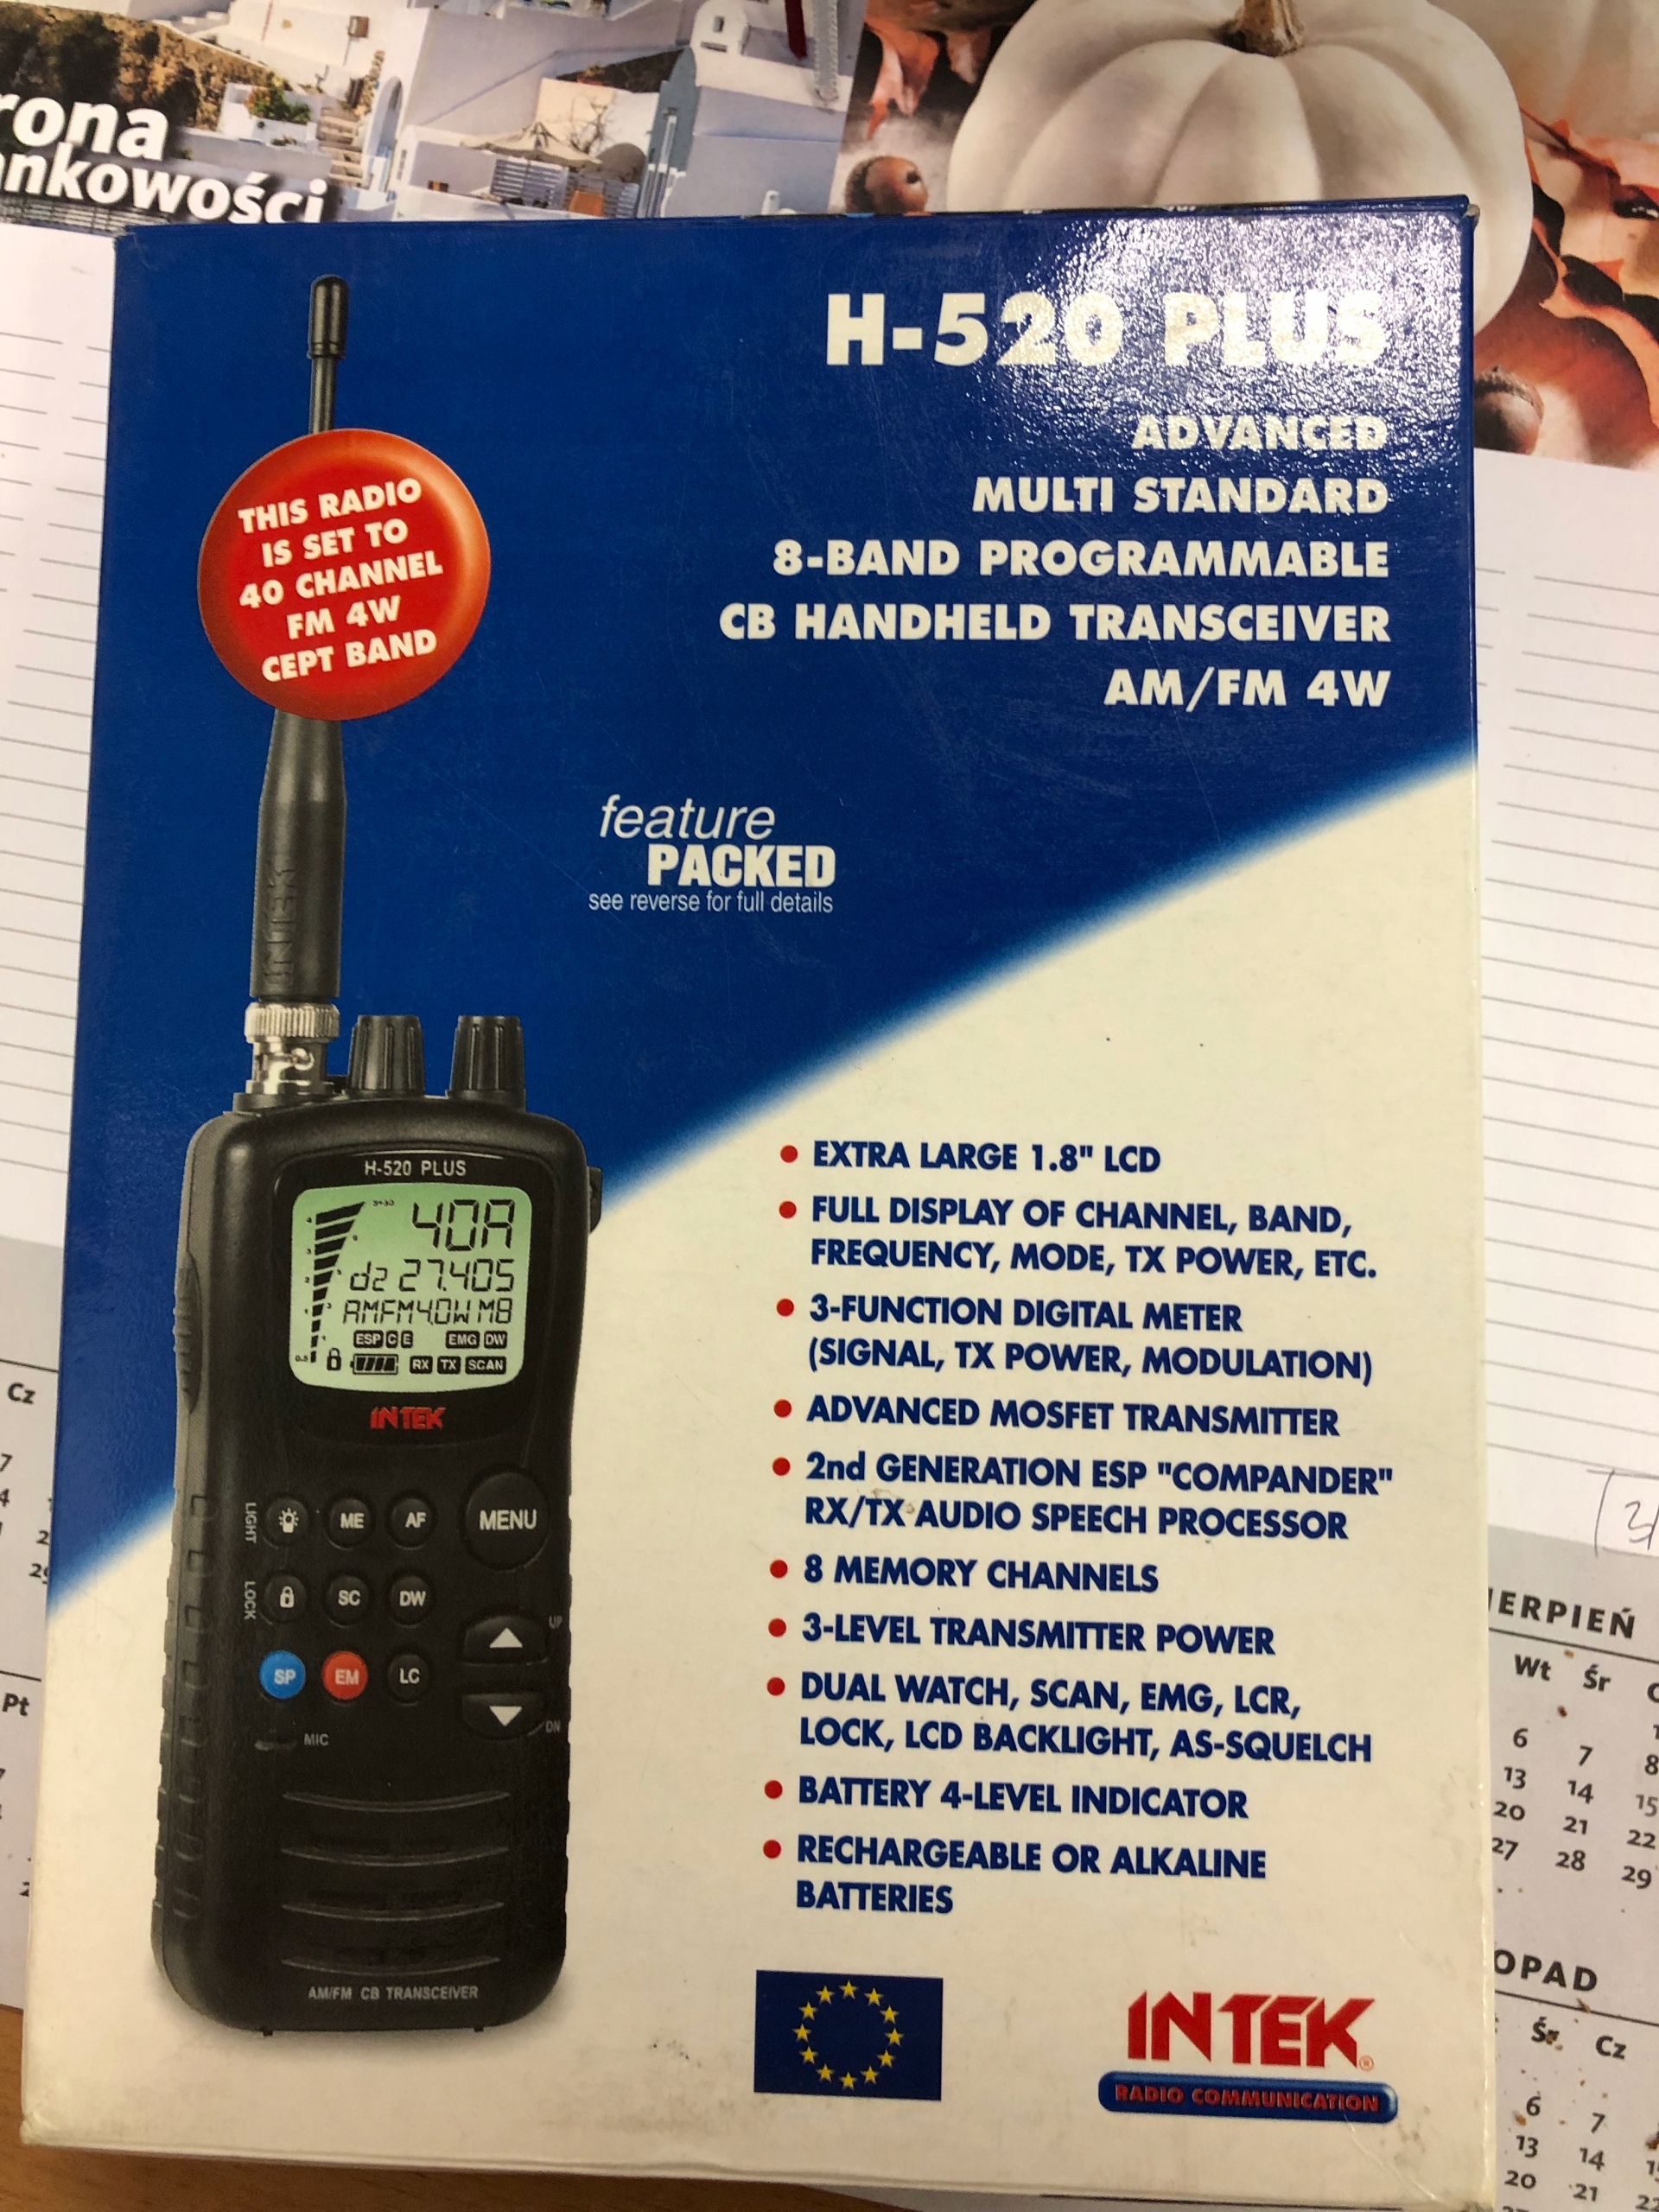 rona
ankowości
H-520 PLUS
ADVANCED
MULTI STANDARD
8-BAND PROGRAMMABLE
CB HANDHELD TRANSCEIVER
AM/FM 4W
THIS RADIO
IS SET TO
40 CHANNEL
FM 4W
CEPT BAND
feature
PACKED
see reverse for full details
INTEK
H-520 PLUS
40A
d2 27.405
AMFM4.0W M8
ESP C E EMG DW
RX TX SCAN
INTEK
LIGHT
ME
AF
MENU
LOCK
SC
DW
UP
SP
EM
LC
DN
MIC
AM/FM CB TRANSCEIVER
• EXTRA LARGE 1.8" LCD
• FULL DISPLAY OF CHANNEL, BAND,
FREQUENCY, MODE, TX POWER, ETC.
• 3-FUNCTION DIGITAL METER
(SIGNAL, TX POWER, MODULATION)
• ADVANCED MOSFET TRANSMITTER
• 2nd GENERATION ESP "COMPANDER"
RX/TX AUDIO SPEECH PROCESSOR
• 8 MEMORY CHANNELS
• 3-LEVEL TRANSMITTER POWER
• DUAL WATCH, SCAN, EMG, LCR,
LOCK, LCD BACKLIGHT, AS-SQUELCH
• BATTERY 4-LEVEL INDICATOR
• RECHARGEABLE OR ALKALINE
BATTERIES
INTEK®
RADIO COMMUNICATION
Cz
Pt
IERPIEŃ
Wt Śr
6 7 8
13 14 15
20 21 22
27 28 29
OPAD
Śr Cz
6 7
13 14
20 21